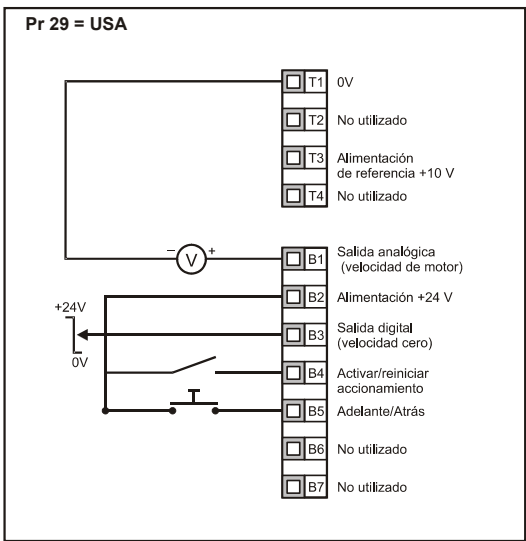 Pr 29 = USA
T1 0V
T2 No utilizado
T3 Alimentación
de referencia +10 V
T4 No utilizado
− V +
B1 Salida analógica
(velocidad de motor)
B2 Alimentación +24 V
+24V
0V
B3 Salida digital
(velocidad cero)
B4 Activar/reiniciar
accionamiento
B5 Adelante/Atrás
B6 No utilizado
B7 No utilizado